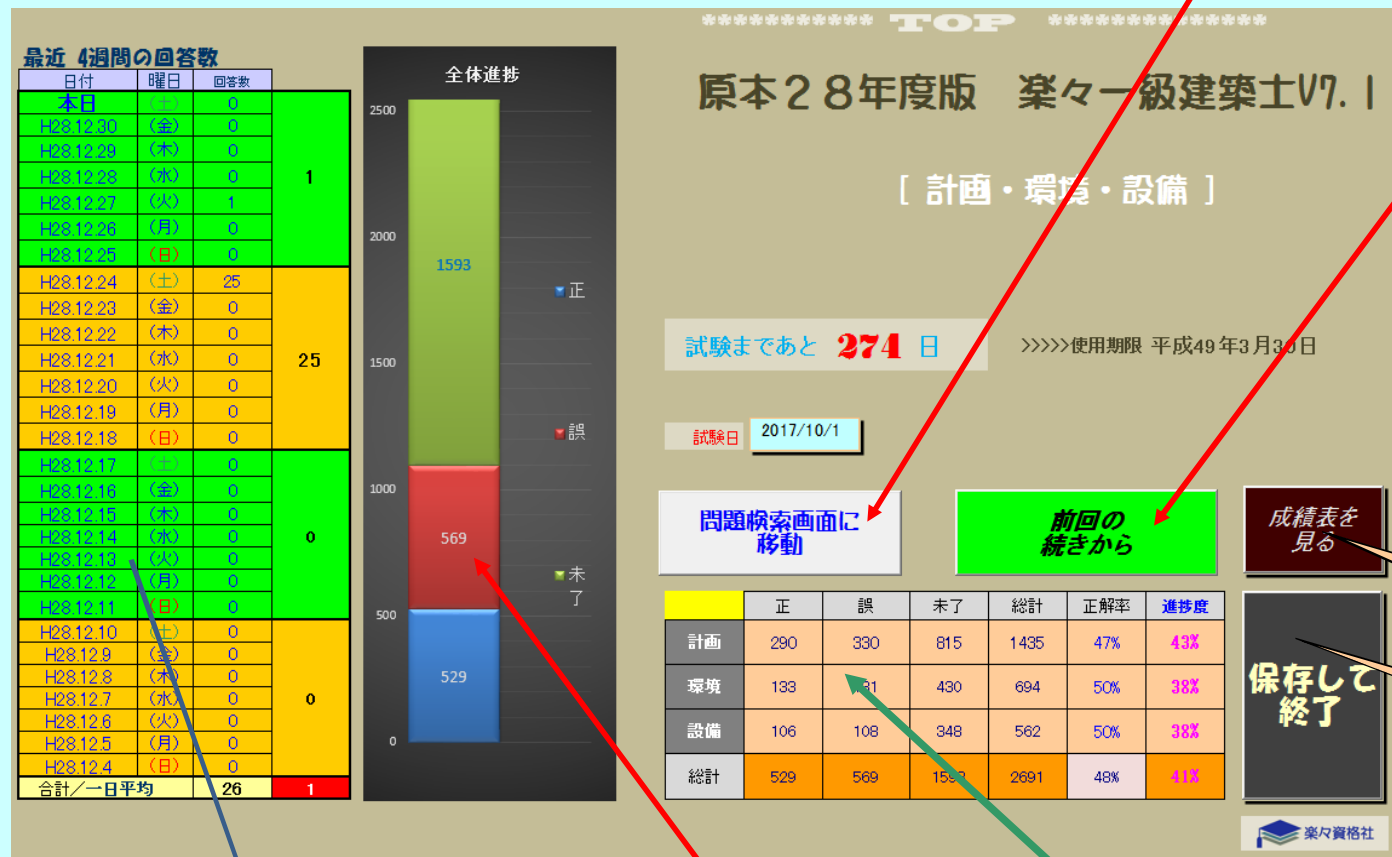 *********** TOP **************
最近 4週間の回答数
日付 曜日 回答数
本日 (土) 0
H28.12.30 (金) 0
H28.12.29 (木) 0
H28.12.28 (水) 0 1
H28.12.27 (火) 1
H28.12.26 (月) 0
H28.12.25 (日) 0
H28.12.24 (土) 25
H28.12.23 (金) 0
H28.12.22 (木) 0
H28.12.21 (水) 0 25
H28.12.20 (火) 0
H28.12.19 (月) 0
H28.12.18 (日) 0
H28.12.17 (土) 0
H28.12.16 (金) 0
H28.12.15 (木) 0
H28.12.14 (水) 0 0
H28.12.13 (火) 0
H28.12.12 (月) 0
H28.12.11 (日) 0
H28.12.10 (土) 0
H28.12.9 (金) 0
H28.12.8 (木) 0
H28.12.7 (水) 0 0
H28.12.6 (火) 0
H28.12.5 (月) 0
H28.12.4 (日) 0
合計/一日平均 26 1
全体進捗
2500
2000
1500
1000
500
0
1593
569
529
正
誤
未了
原本28年度版 楽々一級建築士V7.1
[ 計画・環境・設備 ]
試験まであと 274 日
>>>>>使用期限 平成49年3月30日
試験日 2017/10/1
問題検索画面に
移動
前回の
続きから
成績表を
見る
正 誤 未了 総計 正解率 進捗度
計画 290 330 815 1435 47% 43%
環境 133 131 430 694 50% 38%
設備 106 108 348 562 50% 38%
総計 529 569 1593 2691 48% 41%
保存して
終了
楽々資格社